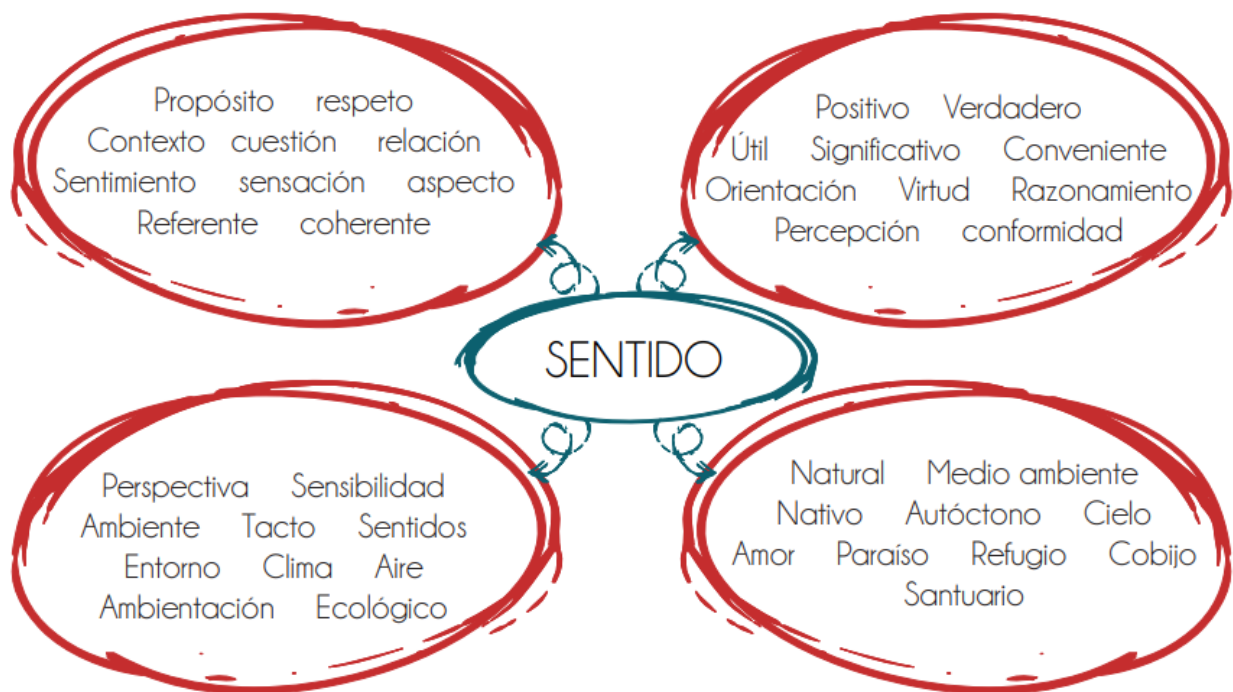 Propósito respeto
Contexto cuestión relación
Sentimiento sensación aspecto
Referente coherente
Positivo Verdadero
Útil Significativo Conveniente
Orientación Virtud Razonamiento
Percepción conformidad
SENTIDO
Perspectiva Sensibilidad
Ambiente Tacto Sentidos
Entorno Clima Aire
Ambientación Ecológico
Natural Medio ambiente
Nativo Autóctono Cielo
Amor Paraíso Refugio Cobijo
Santuario